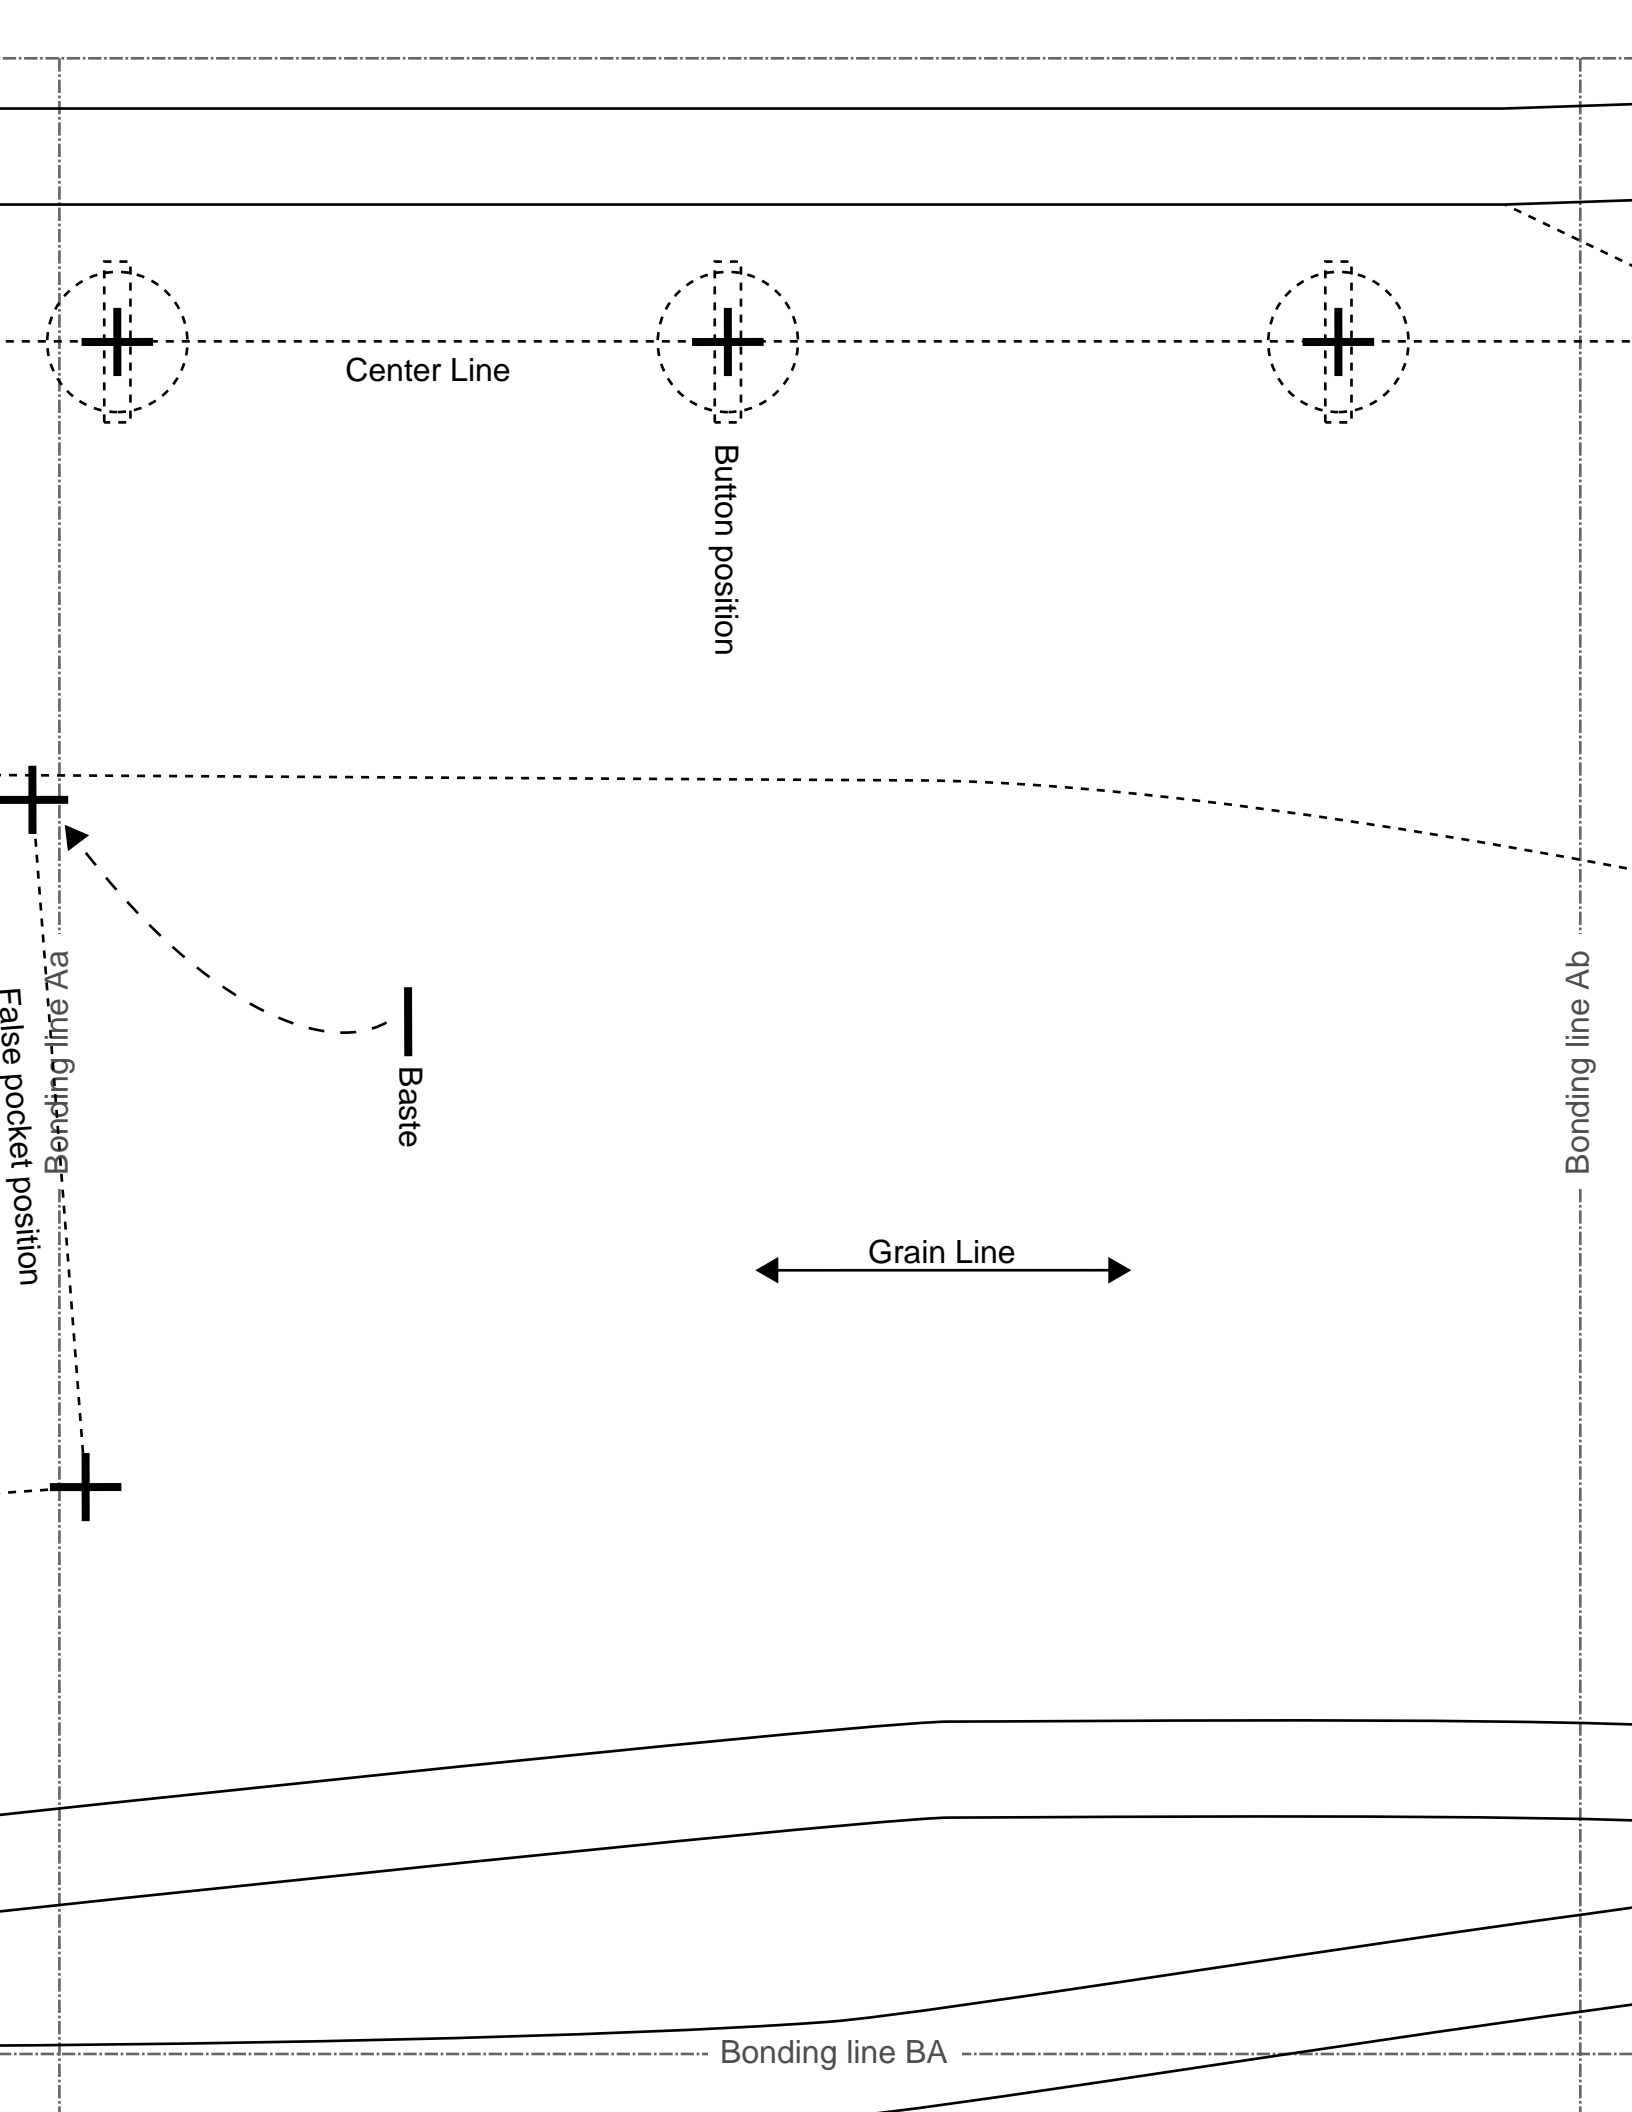 Center Line
Button position
Bonding line Aa
Bonding line Ab
False pocket position
Baste
Grain Line
Bonding line BA